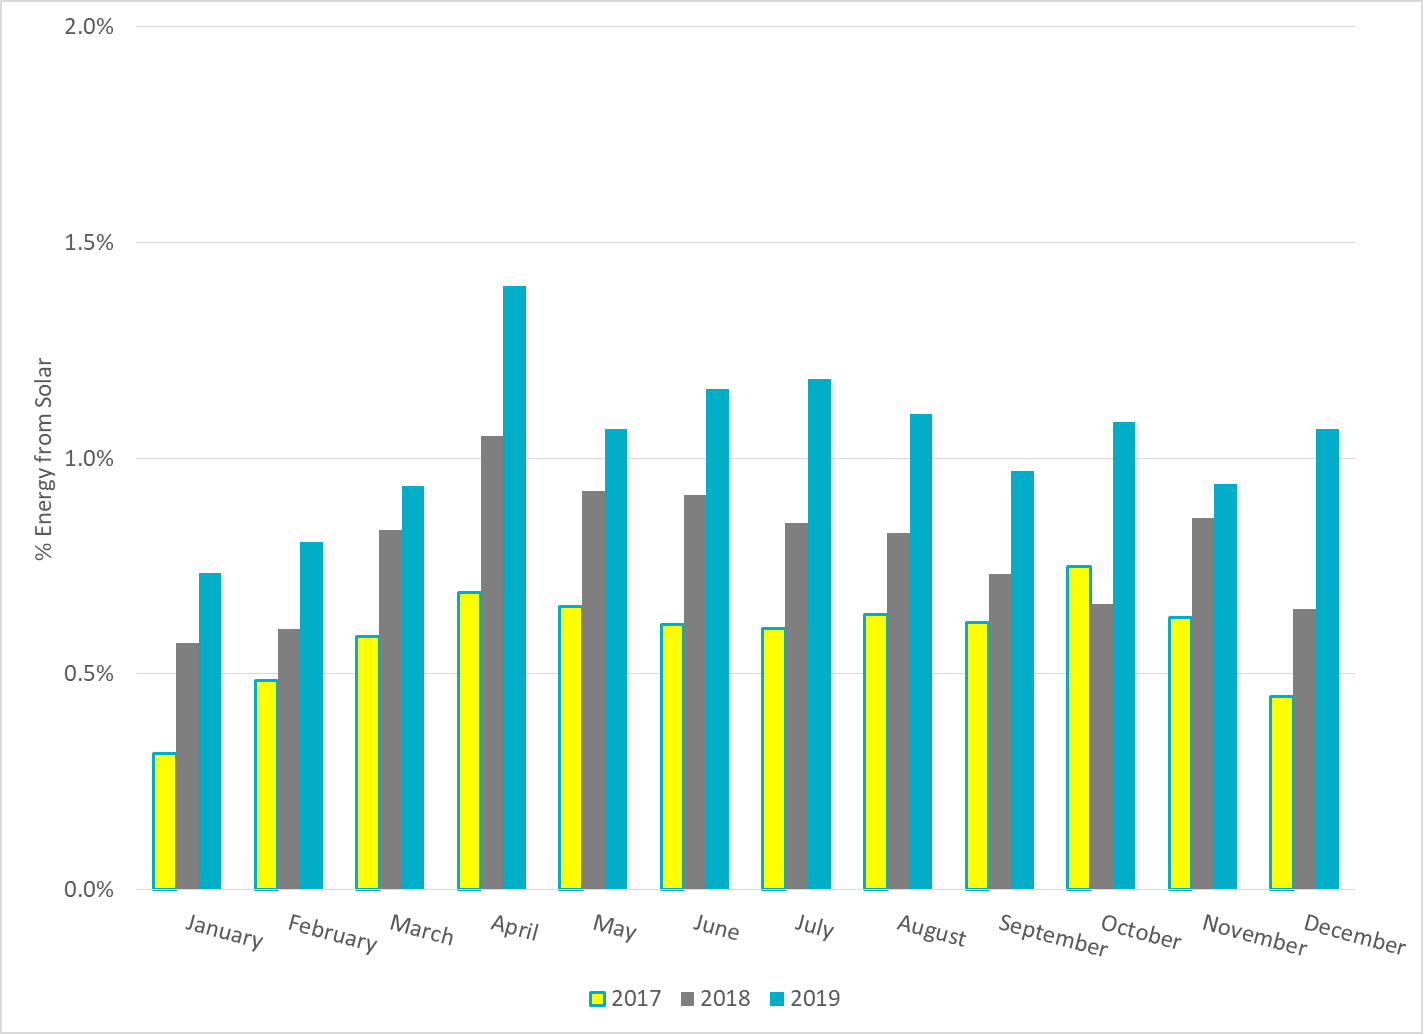 2.0%
1.5%
1.0%
0.5%
0.0%
% Energy from Solar
January
February
March
April
May
June
July
August
September
October
November
December
2017
2018
2019